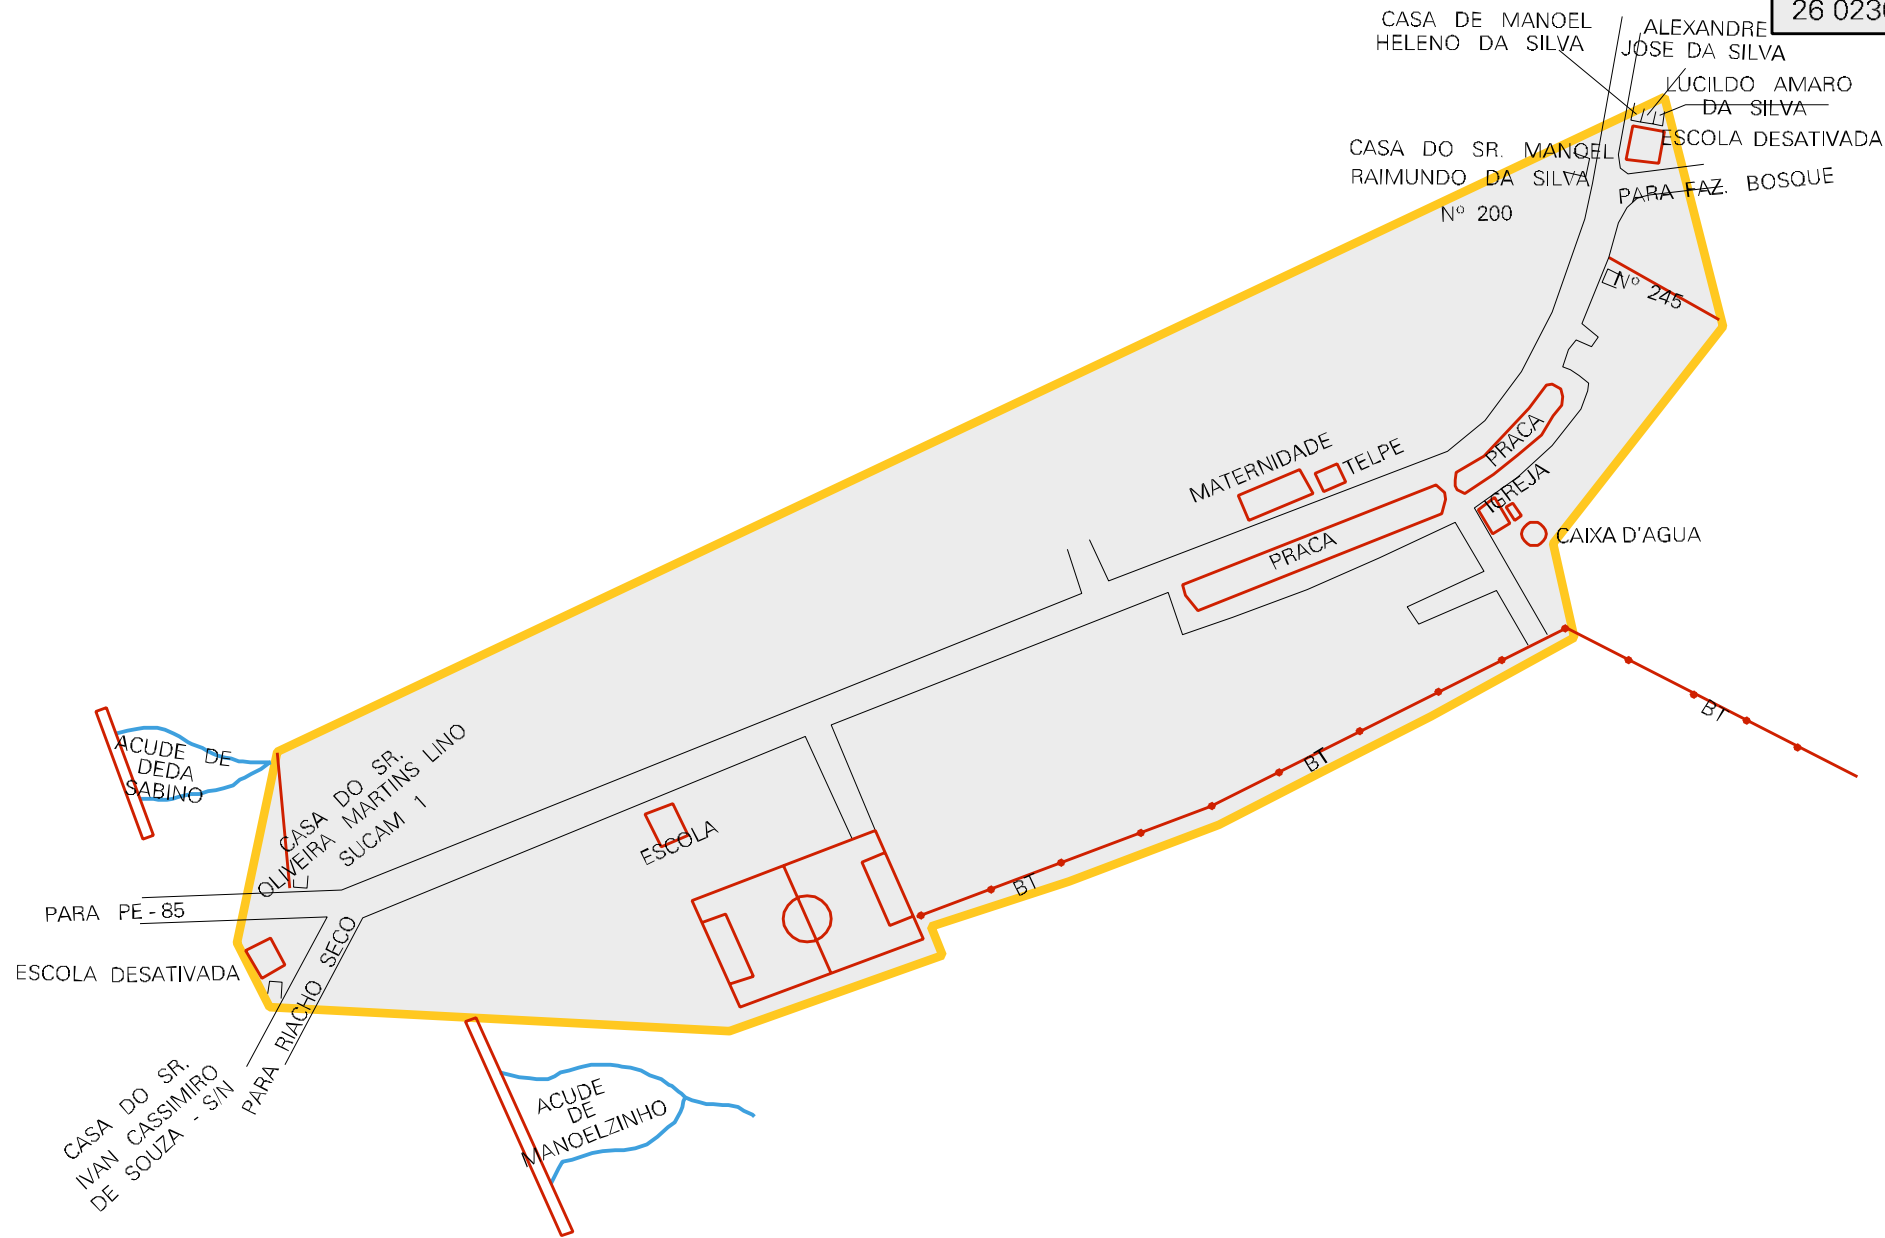 CASA DE MANOEL
HELENO DA SILVA
ALEXANDRE
JOSE DA SILVA
LUCILDO AMARO
DA SILVA
ESCOLA DESATIVADA
CASA DO SR. MANOEL
RAIMUNDO DA SILVA
Nº 200
PARA FAZ. BOSQUE
Nº 245
MATERNIDADE
TELPE
PRACA
IGREJA
PRACA
CAIXA D'AGUA
BT
BT
BT
ACUDE DE
DEDA
SABINO
CASA DO SR.
OLIVEIRA MARTINS LINO
SUCAM 1
ESCOLA
PARA PE-85
ESCOLA DESATIVADA
PARA RIACHO SECO
CASA DO SR.
IVAN CASSIMIRO
DE SOUZA - S/N
ACUDE
DE
MANOELZINHO